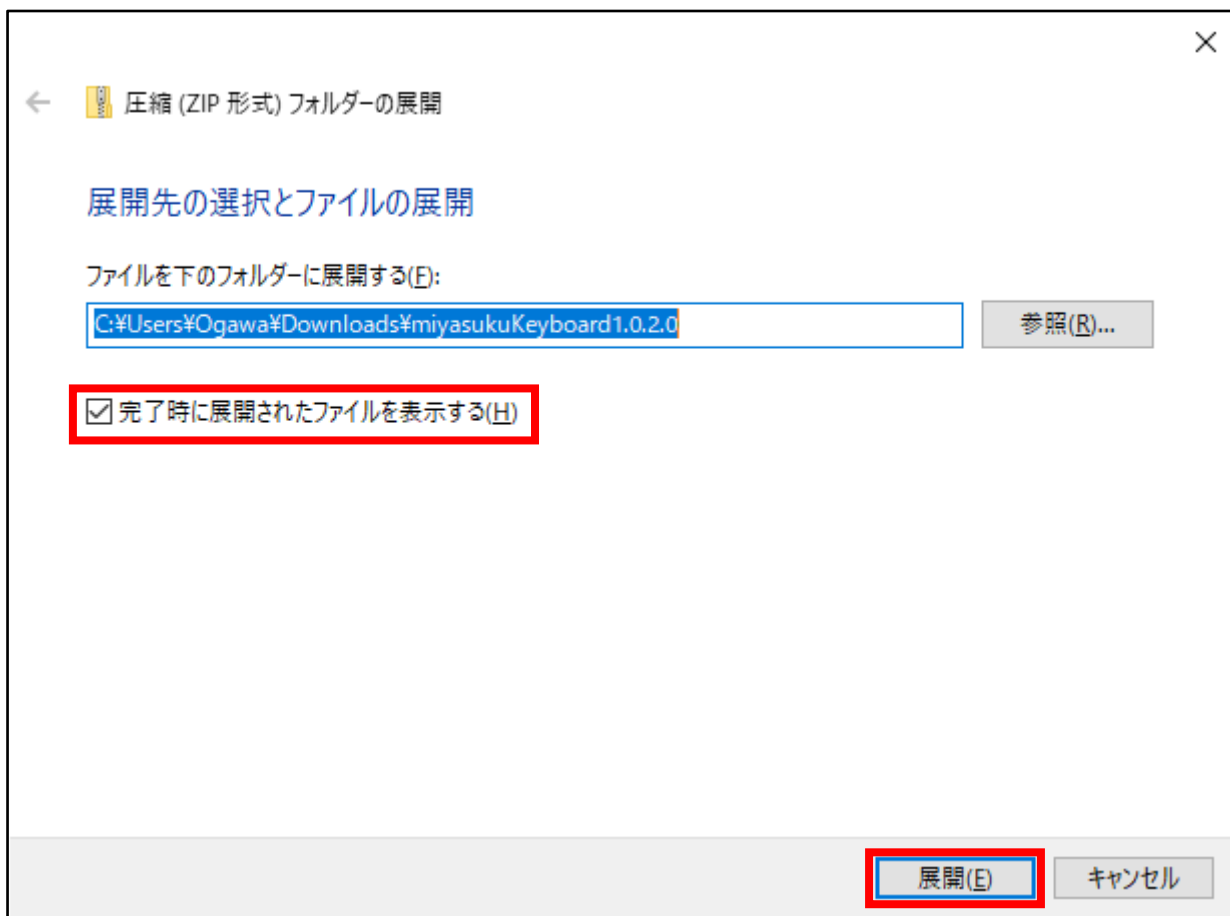 圧縮 (ZIP 形式) フォルダーの展開
展開先の選択とファイルの展開
ファイルを下のフォルダーに展開する(F):
C:¥Users¥Ogawa¥Downloads¥miyasukuKeyboard1.0.2.0
参照(R)...
完了時に展開されたファイルを表示する(H)
展開(E)
キャンセル